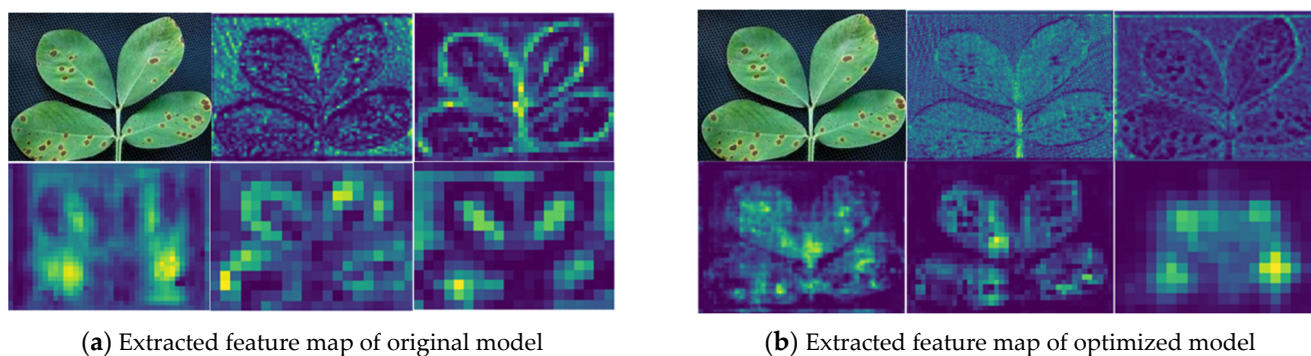 (a) Extracted feature map of original model
(b) Extracted feature map of optimized model